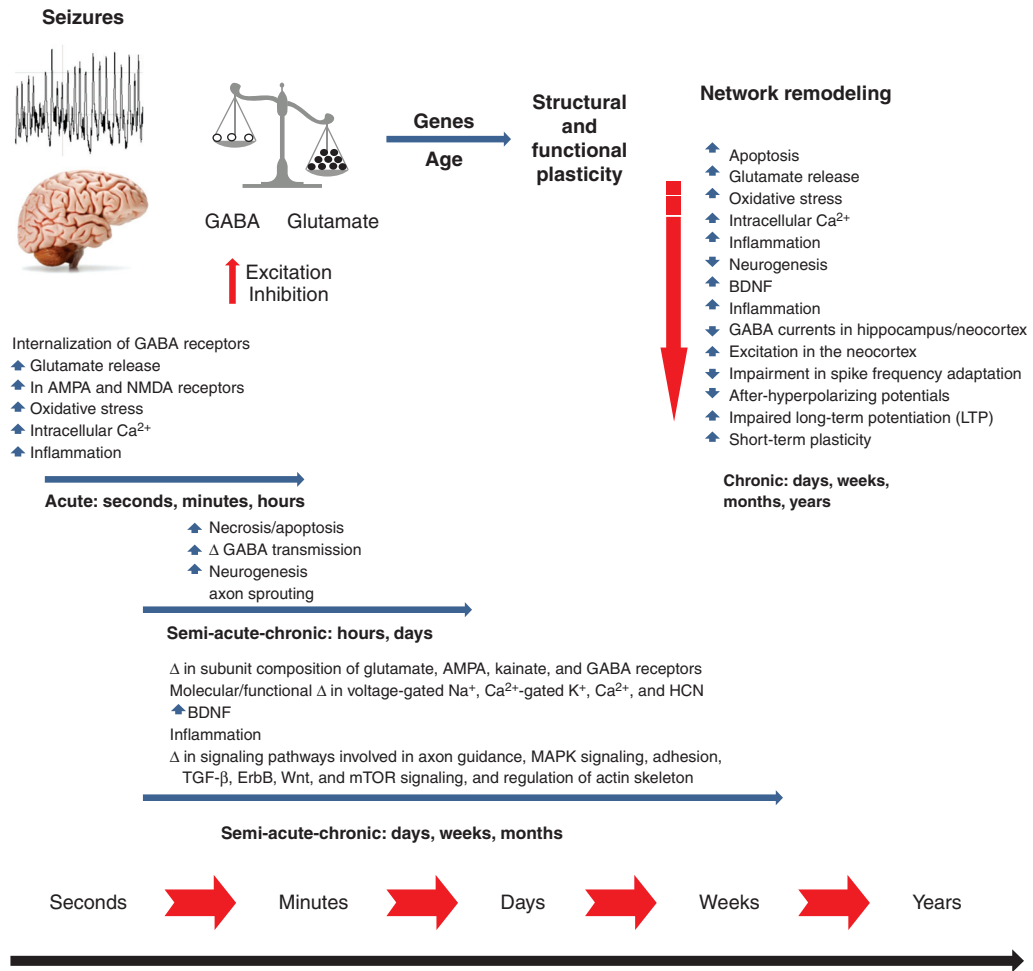 Seizures
GABA Glutamate
Excitation
Inhibition
Genes
Age
Structural
and
functional
plasticity
Network remodeling
Apoptosis
Glutamate release
Oxidative stress
Intracellular Ca²⁺
Inflammation
Neurogenesis
BDNF
Inflammation
GABA currents in hippocampus/neocortex
Excitation in the neocortex
Impairment in spike frequency adaptation
After-hyperpolarizing potentials
Impaired long-term potentiation (LTP)
Short-term plasticity
Chronic: days, weeks,
months, years
Internalization of GABA receptors
Glutamate release
In AMPA and NMDA receptors
Oxidative stress
Intracellular Ca²⁺
Inflammation
Acute: seconds, minutes, hours
Necrosis/apoptosis
Δ GABA transmission
Neurogenesis
axon sprouting
Semi-acute-chronic: hours, days
Δ in subunit composition of glutamate, AMPA, kainate, and GABA receptors
Molecular/functional Δ in voltage-gated Na⁺, Ca²⁺-gated K⁺, Ca²⁺, and HCN
BDNF
Inflammation
Δ in signaling pathways involved in axon guidance, MAPK signaling, adhesion,
TGF-β, ErbB, Wnt, and mTOR signaling, and regulation of actin skeleton
Semi-acute-chronic: days, weeks, months
Seconds Minutes Days Weeks Years